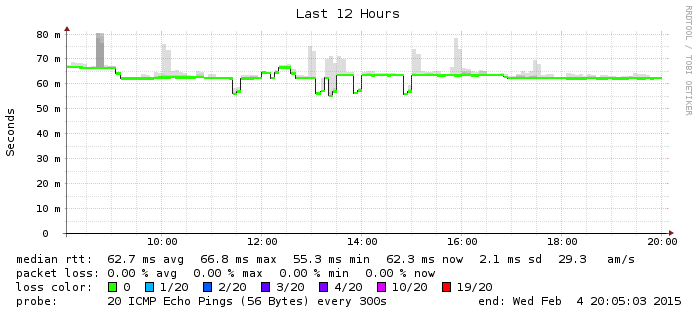 Last 12 Hours
RRDTOOL / TOBI OETIKER
Seconds
80 m
70 m
60 m
50 m
40 m
30 m
20 m
10 m
0
10:00 12:00 14:00 16:00 18:00 20:00
median rtt: 62.7 ms avg 66.8 ms max 55.3 ms min 62.3 ms now 2.1 ms sd 29.3 am/s
packet loss: 0.00 % avg 0.00 % max 0.00 % min 0.00 % now
loss color: 0 1/20 2/20 3/20 4/20 10/20 19/20
probe: 20 ICMP Echo Pings (56 Bytes) every 300s end: Wed Feb 4 20:05:03 2015